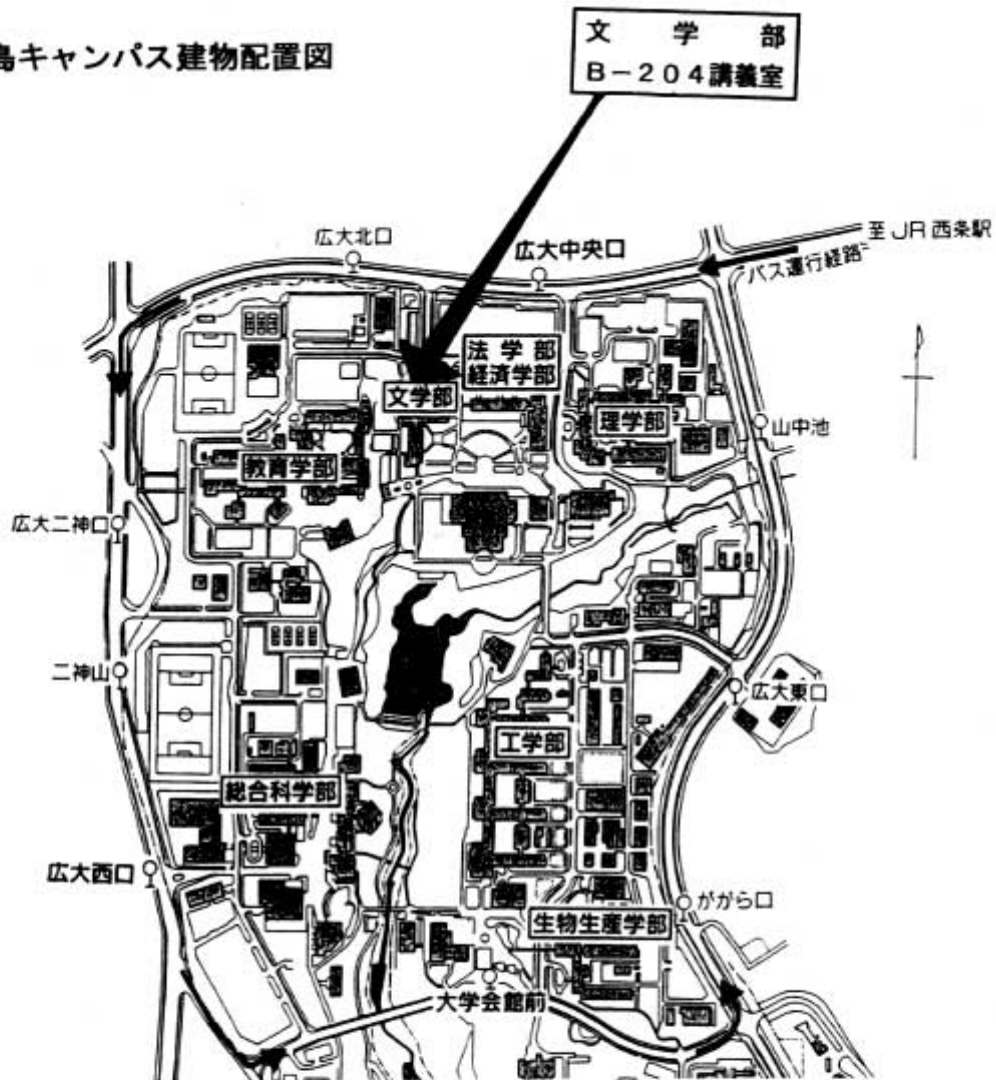 島キャンパス建物配置図
文学部
B-204講義室
至JR西条駅
バス運行経路
広大北口
広大中央口
法学部
経済学部
文学部
理学部
山中池
教育学部
広大二神口
二神山
広大東口
工学部
総合科学部
広大西口
ががら口
生物生産学部
大学会館前